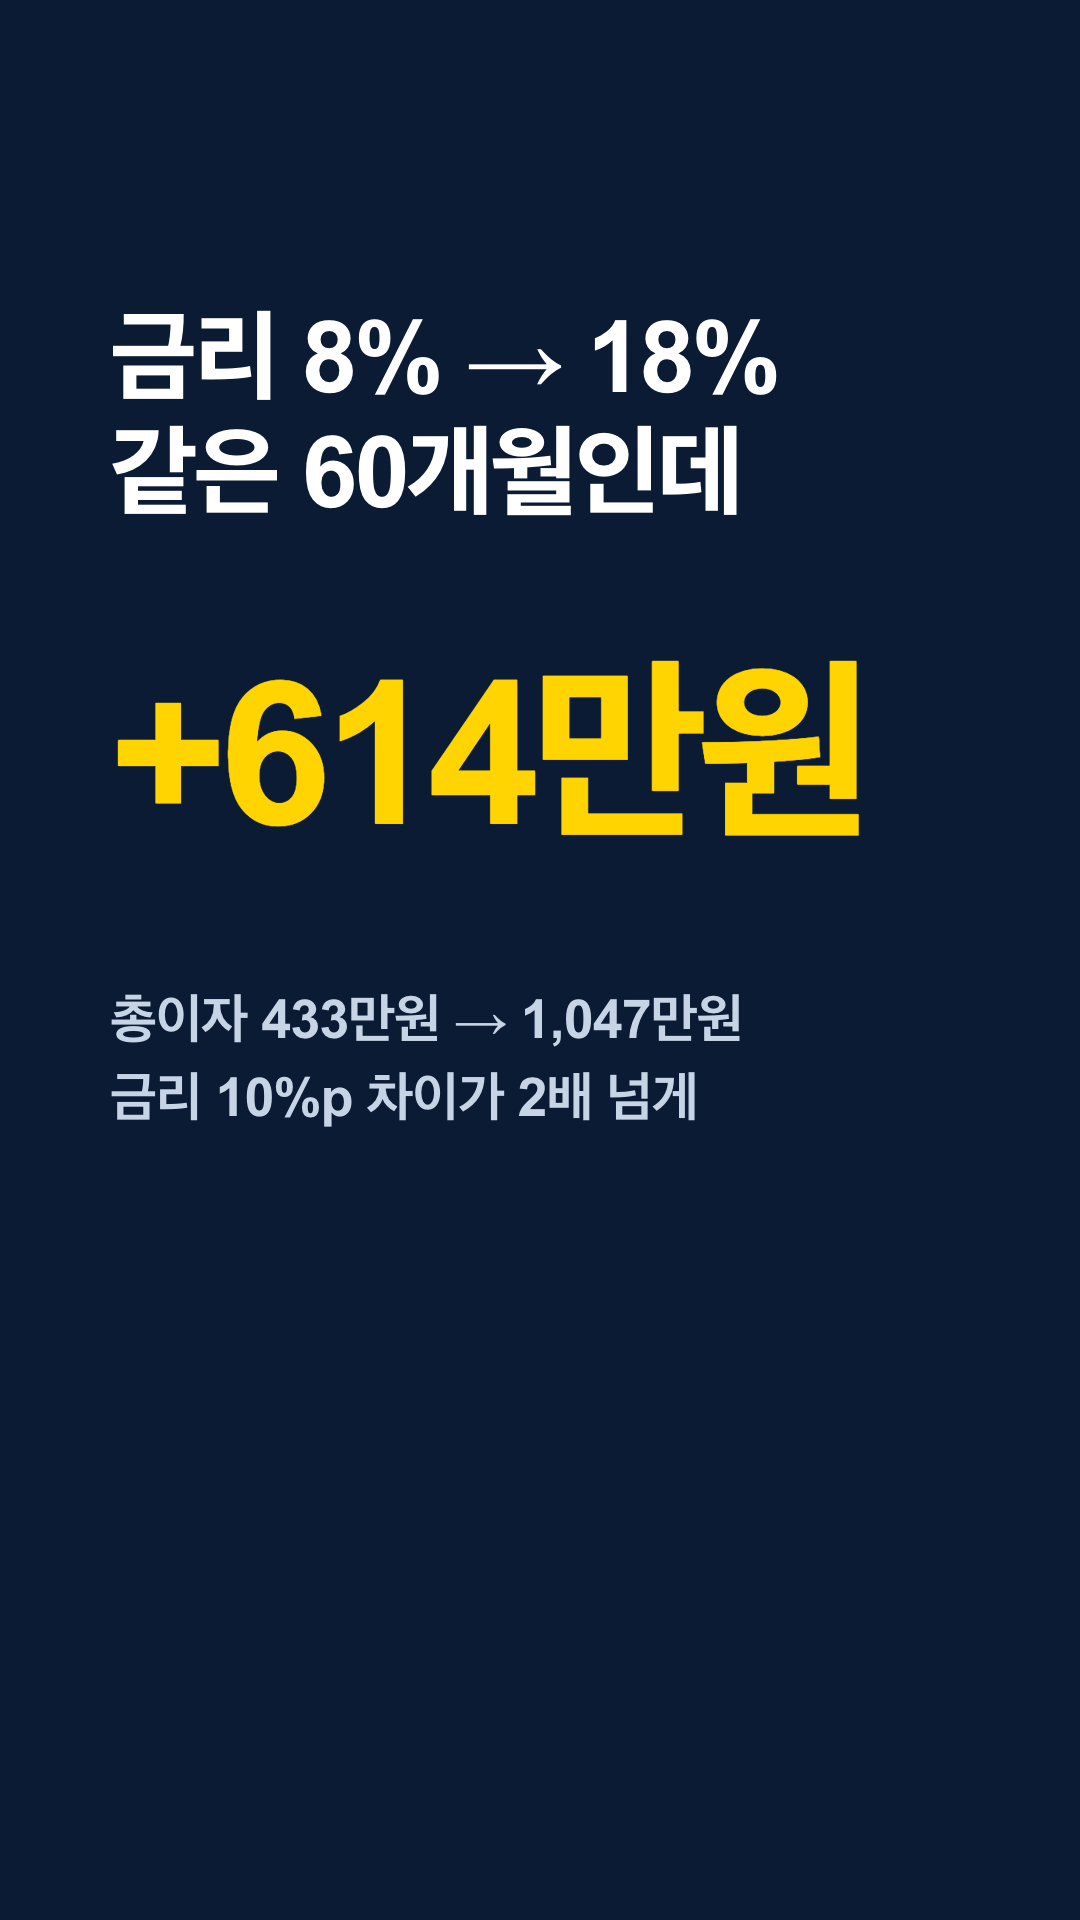 금리 8% → 18%
같은 60개월인데
+614만원
총이자 433만원 → 1,047만원
금리 10%p 차이가 2배 넘게